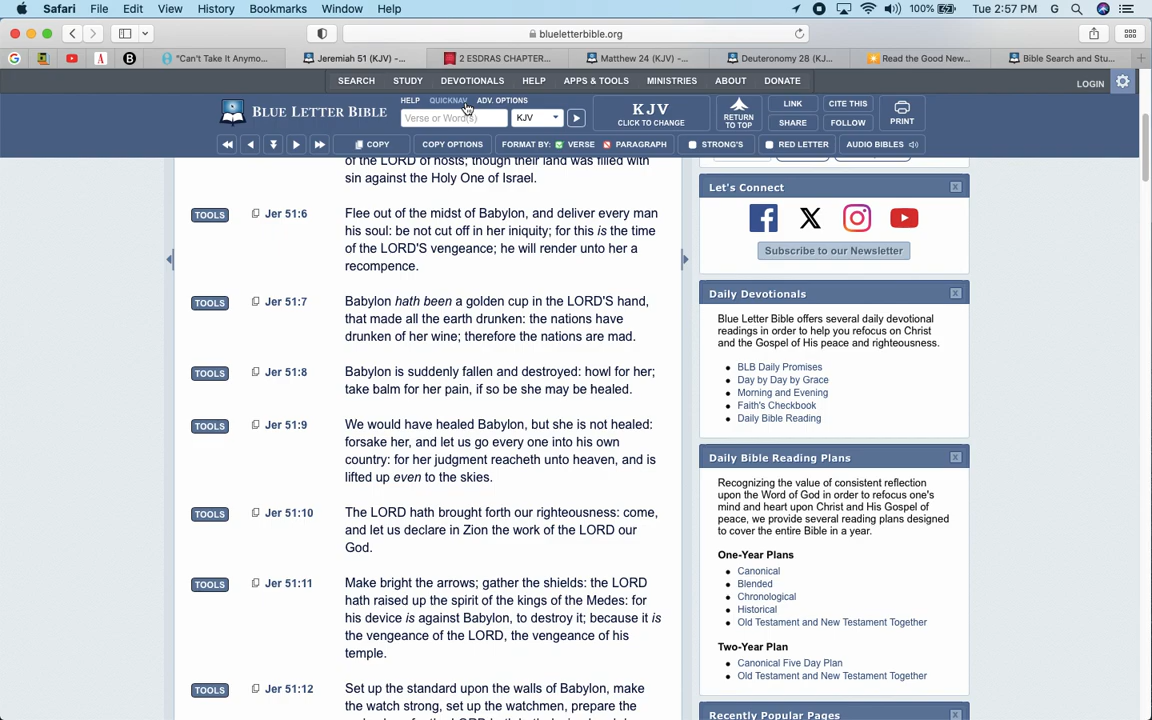 Safari File Edit View History Bookmarks Window Help 100% Tue 2:57 PM G
blueletterbible.org
"Can't Take It Anymo... Jeremiah 51 (KJV) -... 2 ESDRAS CHAPTER... Matthew 24 (KJV) -... Deuteronomy 28 (KJ... Read the Good New... Bible Search and Stu...
SEARCH STUDY DEVOTIONALS HELP APPS & TOOLS MINISTRIES ABOUT DONATE LOGIN
BLUE LETTER BIBLE
HELP QUICKNAV ADV. OPTIONS
Verse or Word(s) KJV
KJV
CLICK TO CHANGE
RETURN
TO TOP
LINK CITE THIS
SHARE FOLLOW
PRINT
COPY COPY OPTIONS FORMAT BY: VERSE PARAGRAPH STRONG'S RED LETTER AUDIO BIBLES
of the LORD of hosts; though their land was filled with
sin against the Holy One of Israel.
TOOLS Jer 51:6 Flee out of the midst of Babylon, and deliver every man
his soul: be not cut off in her iniquity; for this is the time
of the LORD'S vengeance; he will render unto her a
recompence.
TOOLS Jer 51:7 Babylon hath been a golden cup in the LORD'S hand,
that made all the earth drunken: the nations have
drunken of her wine; therefore the nations are mad.
TOOLS Jer 51:8 Babylon is suddenly fallen and destroyed: howl for her;
take balm for her pain, if so be she may be healed.
TOOLS Jer 51:9 We would have healed Babylon, but she is not healed:
forsake her, and let us go every one into his own
country: for her judgment reacheth unto heaven, and is
lifted up even to the skies.
TOOLS Jer 51:10 The LORD hath brought forth our righteousness: come,
and let us declare in Zion the work of the LORD our
God.
TOOLS Jer 51:11 Make bright the arrows; gather the shields: the LORD
hath raised up the spirit of the kings of the Medes: for
his device is against Babylon, to destroy it; because it is
the vengeance of the LORD, the vengeance of his
temple.
TOOLS Jer 51:12 Set up the standard upon the walls of Babylon, make
the watch strong, set up the watchmen, prepare the
Let's Connect
Subscribe to our Newsletter
Daily Devotionals
Blue Letter Bible offers several daily devotional
readings in order to help you refocus on Christ
and the Gospel of His peace and righteousness.
BLB Daily Promises
Day by Day by Grace
Morning and Evening
Faith's Checkbook
Daily Bible Reading
Daily Bible Reading Plans
Recognizing the value of consistent reflection
upon the Word of God in order to refocus one's
mind and heart upon Christ and His Gospel of
peace, we provide several reading plans designed
to cover the entire Bible in a year.
One-Year Plans
Canonical
Blended
Chronological
Historical
Old Testament and New Testament Together
Two-Year Plan
Canonical Five Day Plan
Old Testament and New Testament Together
Recently Popular Pages